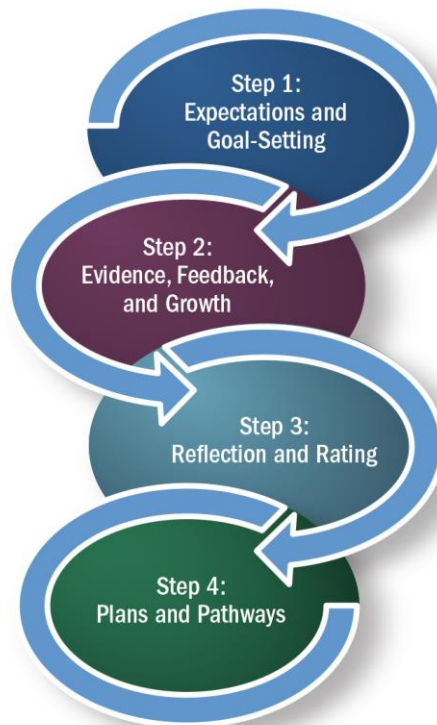 Step 1:
Expectations and
Goal-Setting
Step 2:
Evidence, Feedback,
and Growth
Step 3:
Reflection and Rating
Step 4:
Plans and Pathways